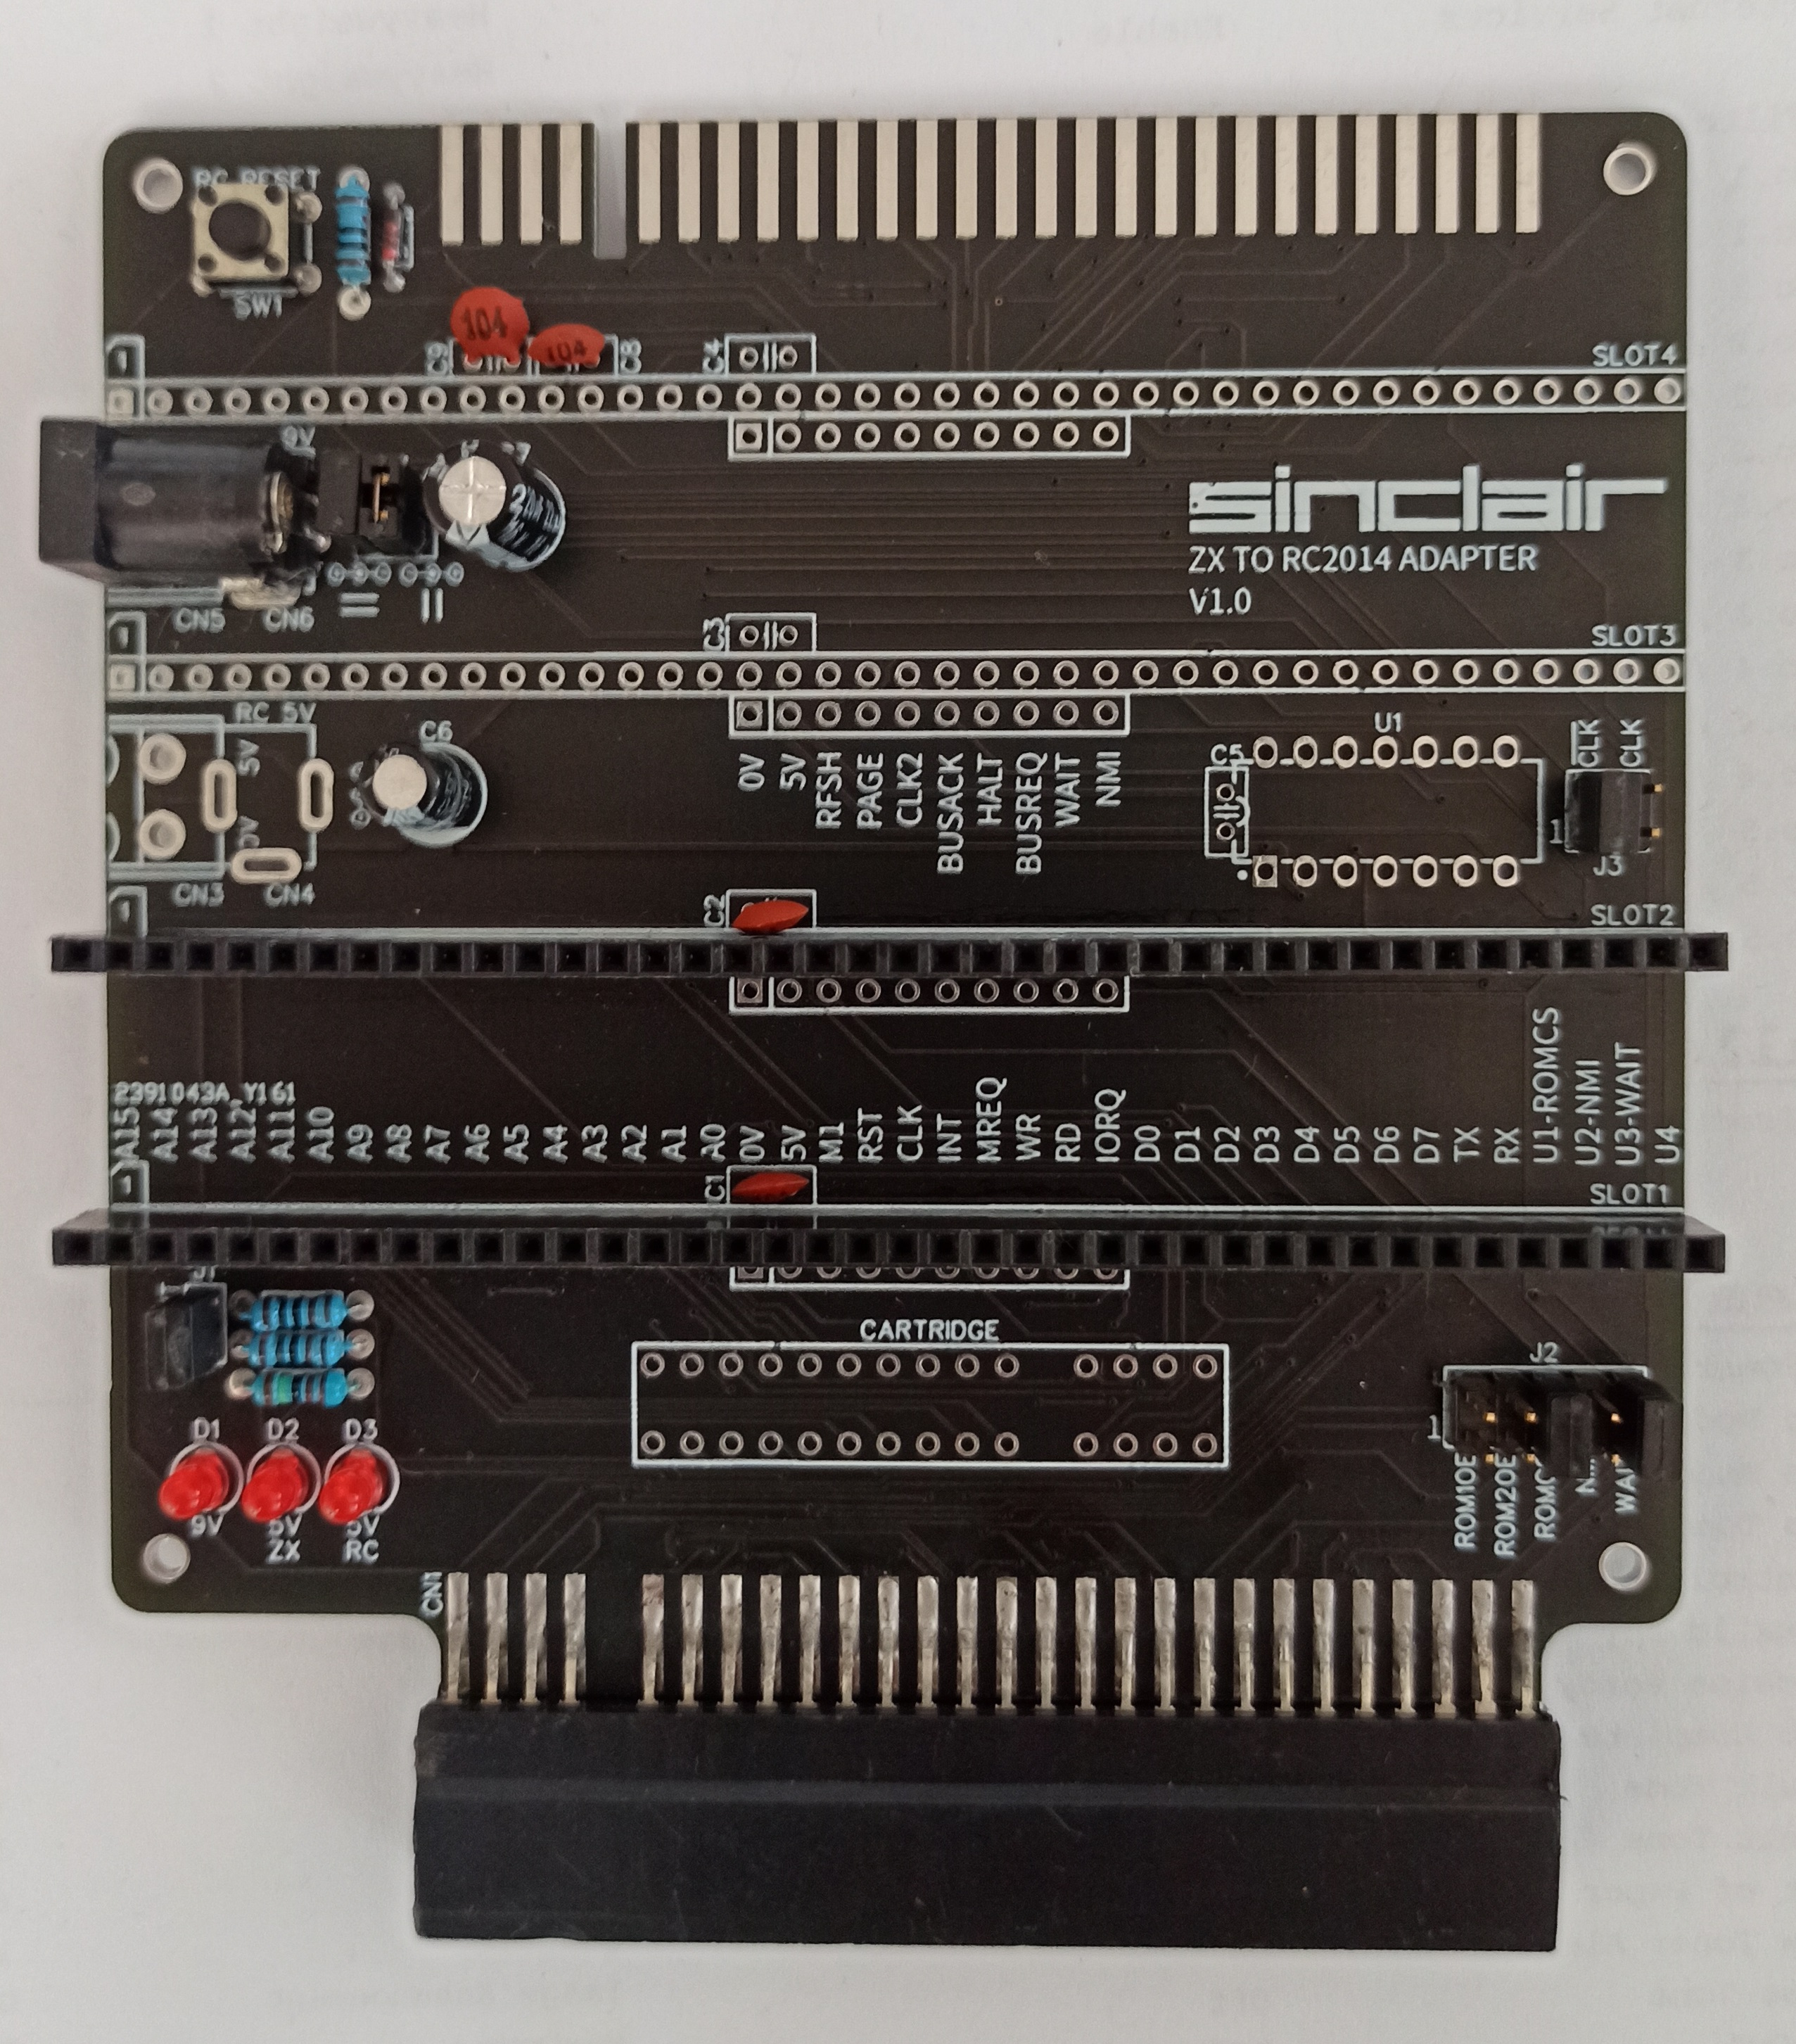 RC RESET
SW1
104
104
C9
C8
C4
SLOT4
9V
sinclair
ZX TO RC2014 ADAPTER
V1.0
CN5
CN6
C3
SLOT3
RC 5V
5V
0V
C6
0V
5V
RFSH
PAGE
CLK2
BUSACK
HALT
BUSREQ
WAIT
NMI
C5
U1
CLK
CLK
1
J3
CN3
CN4
C2
SLOT2
2391043A_Y161
A15
A14
A13
A12
A11
A10
A9
A8
A7
A6
A5
A4
A3
A2
A1
A0
0V
5V
M1
RST
CLK
INT
MREQ
WR
RD
IORQ
D0
D1
D2
D3
D4
D5
D6
D7
TX
RX
U1-ROMCS
U2-NMI
U3-WAIT
U4
C1
SLOT1
CARTRIDGE
J2
1
ROM1OE
ROM2OE
D1
D2
D3
9V
5V
ZX
5V
RC
CN1